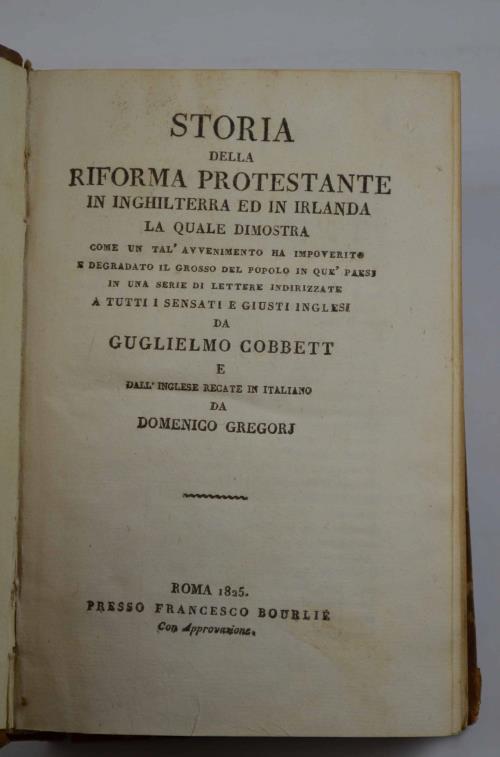 STORIA
DELLA
RIFORMA PROTESTANTE
IN INGHILTERRA ED IN IRLANDA
LA QUALE DIMOSTRA
COME UN TAL' AVVENIMENTO HA IMPOVERITO
E DEGRADATO IL GROSSO DEL POPOLO IN QUE' PAESI
IN UNA SERIE DI LETTERE INDIRIZZATE
A TUTTI I SENSATI E GIUSTI INGLESI
DA
GUGLIELMO COBBETT
E
DALL' INGLESE RECATE IN ITALIANO
DA
DOMENICO GREGORJ
ROMA 1825.
PRESSO FRANCESCO BOURLIÉ
Con Approvazione.